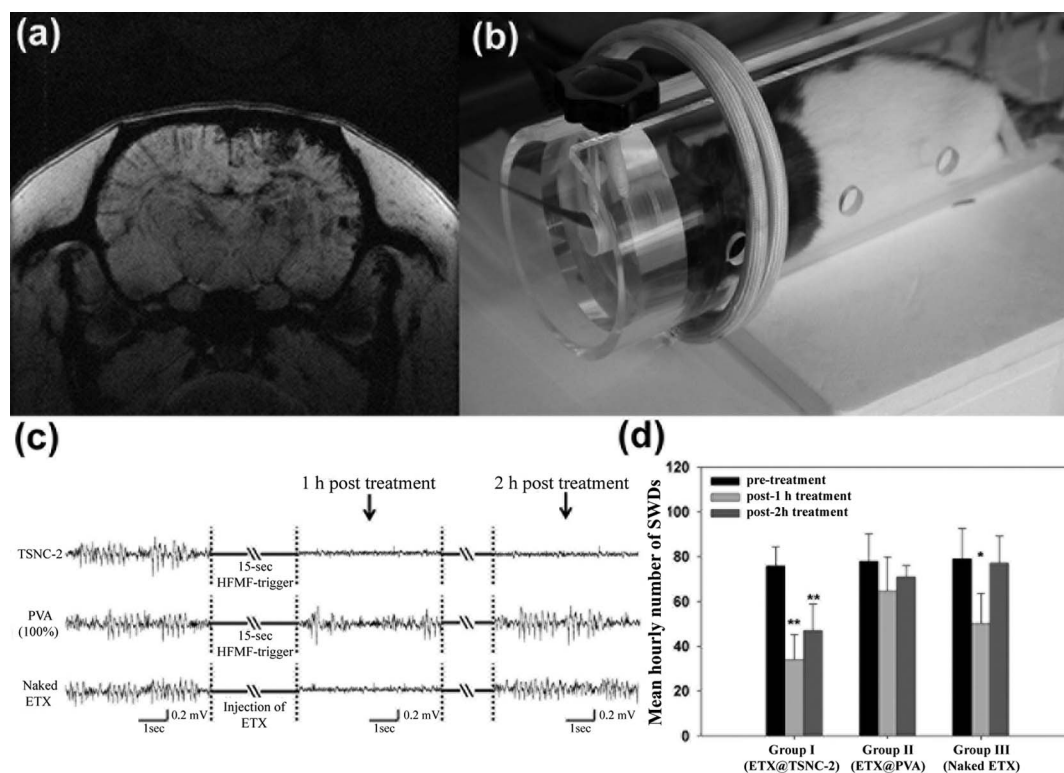 (a)
(b)
(c)
1 h post treatment
2 h post treatment
TSNC-2
15-sec
HFMF-trigger
PVA
(100%)
15-sec
HFMF-trigger
Naked
ETX
Injection of
ETX
0.2 mV
1sec
0.2 mV
1sec
0.2 mV
1sec
(d)
Mean hourly number of SWDs
120
100
80
60
40
20
0
pre-treatment
post-1 h treatment
post-2h treatment
**
**
*
Group I
(ETX@TSNC-2)
Group II
(ETX@PVA)
Group III
(Naked ETX)